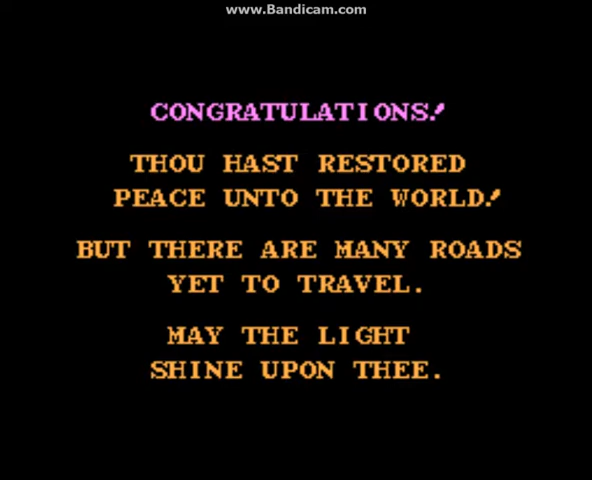 www.Bandicam.com
CONGRATULATIONS!
THOU HAST RESTORED
PEACE UNTO THE WORLD!
BUT THERE ARE MANY ROADS
YET TO TRAVEL.
MAY THE LIGHT
SHINE UPON THEE.